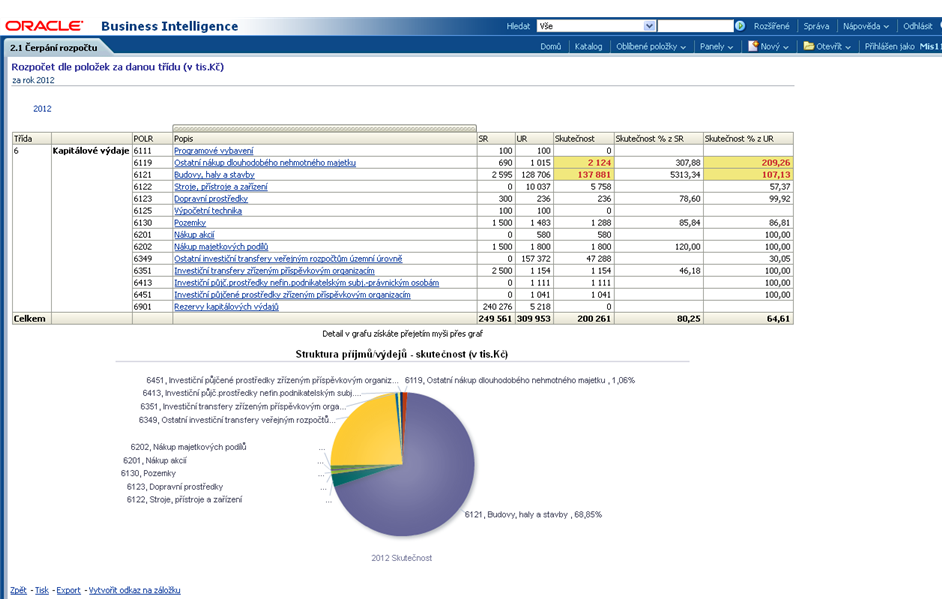 ORACLE Business Intelligence
Hledat Vše Rozšířené Správa Nápověda Odhlásit
2.1 Čerpání rozpočtu
Domů Katalog Oblíbené položky Panely Nový Otevřít Přihlášen jako Mis11
Rozpočet dle položek za danou třídu (v tis.Kč)
za rok 2012
2012
Třída POLR Popis SR UR Skutečnost Skutečnost % z SR Skutečnost % z UR
6 Kapitálové výdaje 6111 Programové vybavení 100 100 0
6119 Ostatní nákup dlouhodobého nehmotného majetku 690 1 015 2 124 307,88 209,26
6121 Budovy, haly a stavby 2 595 128 706 137 881 5313,34 107,13
6122 Stroje, přístroje a zařízení 0 10 037 5 758 57,37
6123 Dopravní prostředky 300 236 236 78,60 99,92
6125 Výpočetní technika 100 100 0
6130 Pozemky 1 500 1 483 1 288 85,84 86,81
6201 Nákup akcií 0 580 580 100,00
6202 Nákup majetkových podílů 1 500 1 800 1 800 120,00 100,00
6349 Ostatní investiční transfery veřejným rozpočtům územní úrovně 0 157 372 47 288 30,05
6351 Investiční transfery zřízeným příspěvkovým organizacím 2 500 1 154 1 154 46,18 100,00
6413 Investiční půjč.prostředky nefin.podnikatelským subj.-právnickým osobám 0 1 111 1 111 100,00
6451 Investiční půjčené prostředky zřízeným příspěvkovým organizacím 0 1 041 1 041 100,00
6901 Rezervy kapitálových výdajů 240 276 5 218 0
Celkem 249 561 309 953 200 261 80,25 64,61
Detail v grafu získáte přejetím myši přes graf
Struktura příjmů/výdejů - skutečnost (v tis.Kč)
6451, Investiční půjčené prostředky zřízeným příspěvkovým organiz... 6119, Ostatní nákup dlouhodobého nehmotného majetku , 1,06%
6413, Investiční půjč.prostředky nefin.podnikatelským subj....
6351, Investiční transfery zřízeným příspěvkovým orga...
6349, Ostatní investiční transfery veřejným rozpočtů...
6202, Nákup majetkových podílů ...
6201, Nákup akcií ...
6130, Pozemky ...
6123, Dopravní prostředky ...
6122, Stroje, přístroje a zařízení ...
6121, Budovy, haly a stavby , 68,85%
2012 Skutečnost
Zpět - Tisk - Export - Vytvořit odkaz na záložku